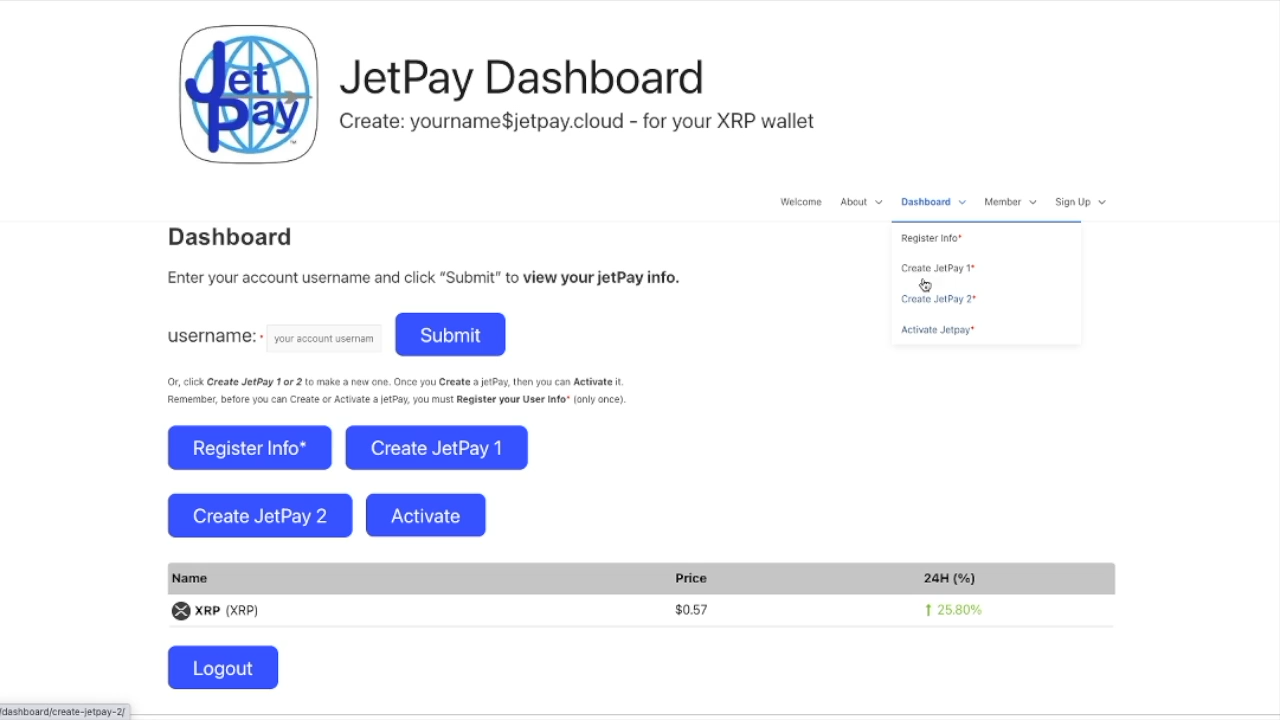 Jet
Pay
™
JetPay Dashboard
Create: yourname$jetpay.cloud - for your XRP wallet
Welcome About Dashboard Member Sign Up
Register Info*
Create JetPay 1*
Create JetPay 2*
Activate Jetpay*
Dashboard
Enter your account username and click “Submit” to view your jetPay info.
username: * your account usernam Submit
Or, click Create JetPay 1 or 2 to make a new one. Once you Create a jetPay, then you can Activate it.
Remember, before you can Create or Activate a jetPay, you must Register your User Info* (only once).
Register Info* Create JetPay 1
Create JetPay 2 Activate
Name Price 24H (%)
XRP (XRP) $0.57 ↑ 25.80%
Logout
/dashboard/create-jetpay-2/